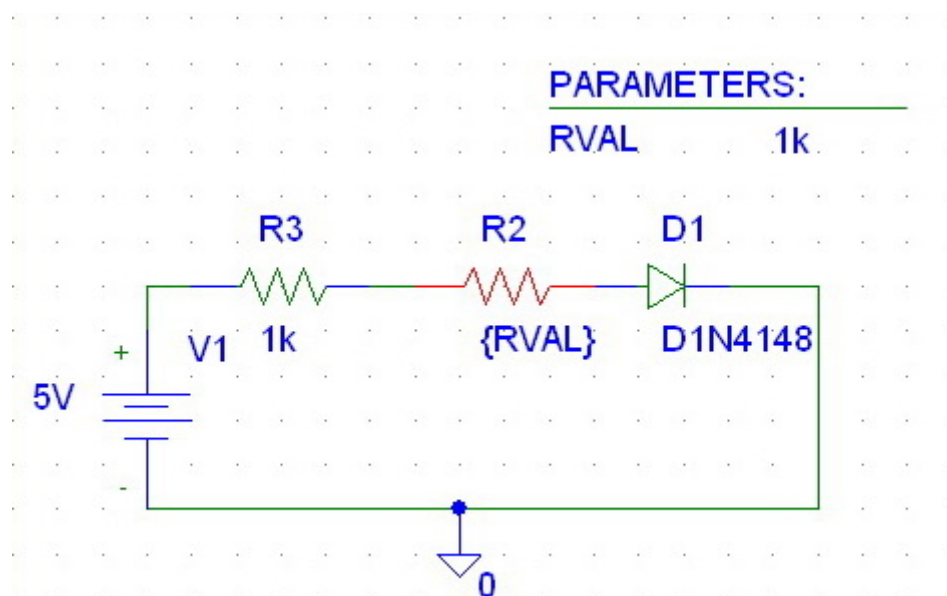 PARAMETERS:
RVAL 1k
R3 R2 D1
+ V1 1k {RVAL} D1N4148
5V
-
0